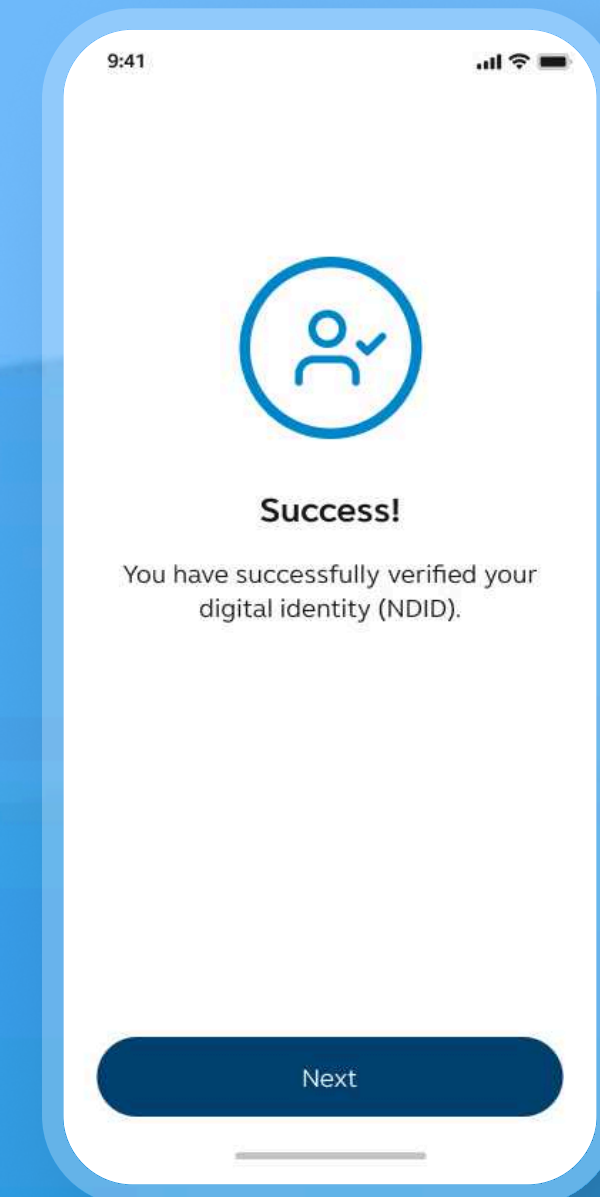 9:41
Success!
You have successfully verified your
digital identity (NDID).
Next